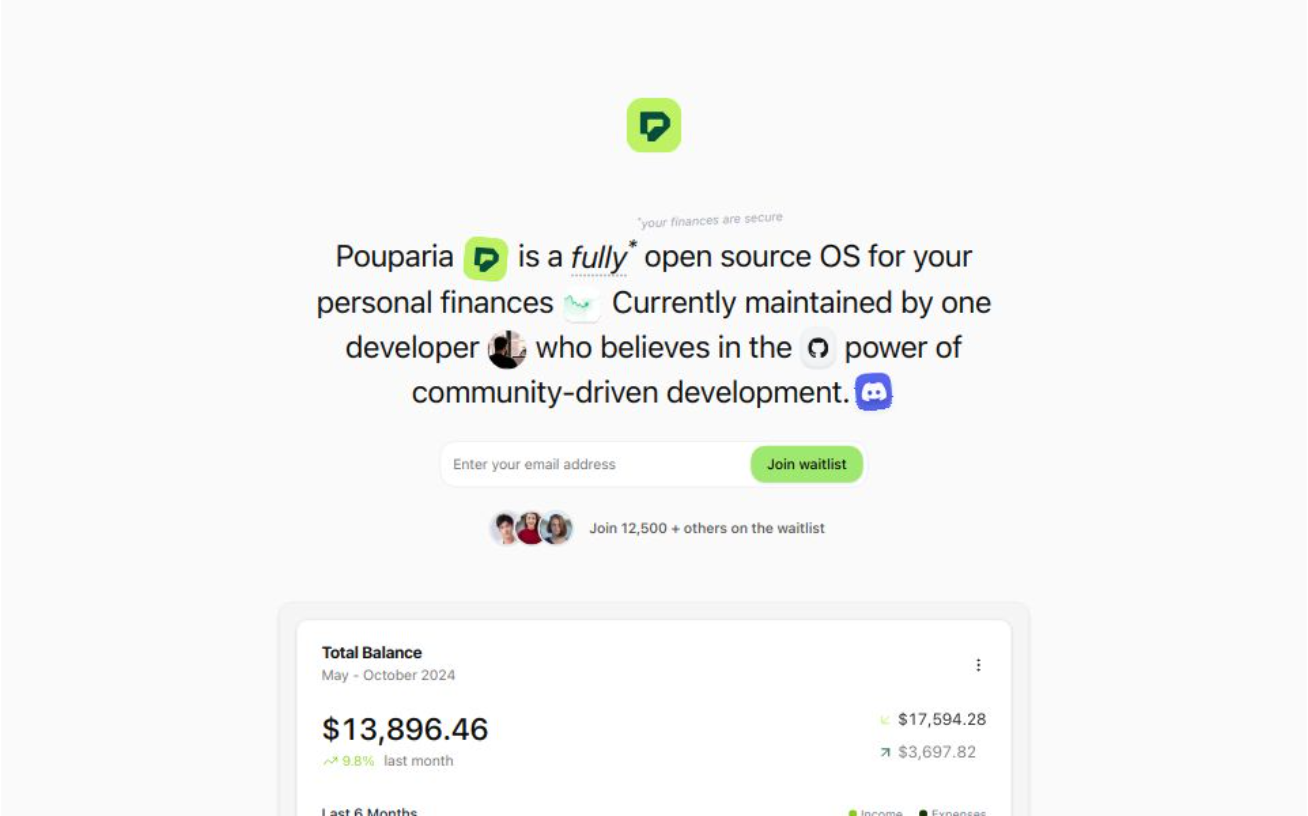 *your finances are secure
Pouparia is a fully* open source OS for your
personal finances Currently maintained by one
developer who believes in the power of
community-driven development.
Enter your email address Join waitlist
Join 12,500 + others on the waitlist
Total Balance
May - October 2024
$13,896.46
9.8% last month
$17,594.28
$3,697.82
Last 6 Months
Income Expenses